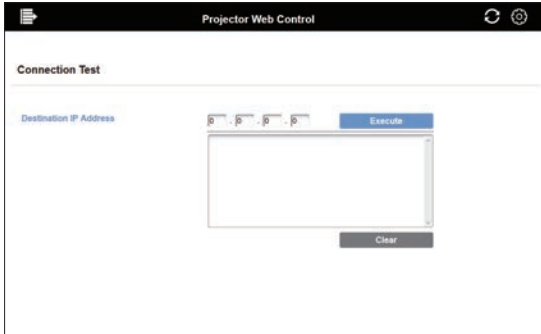 Projector Web Control
Connection Test
Destination IP Address 0 . 0 . 0 . 0 Execute
Clear